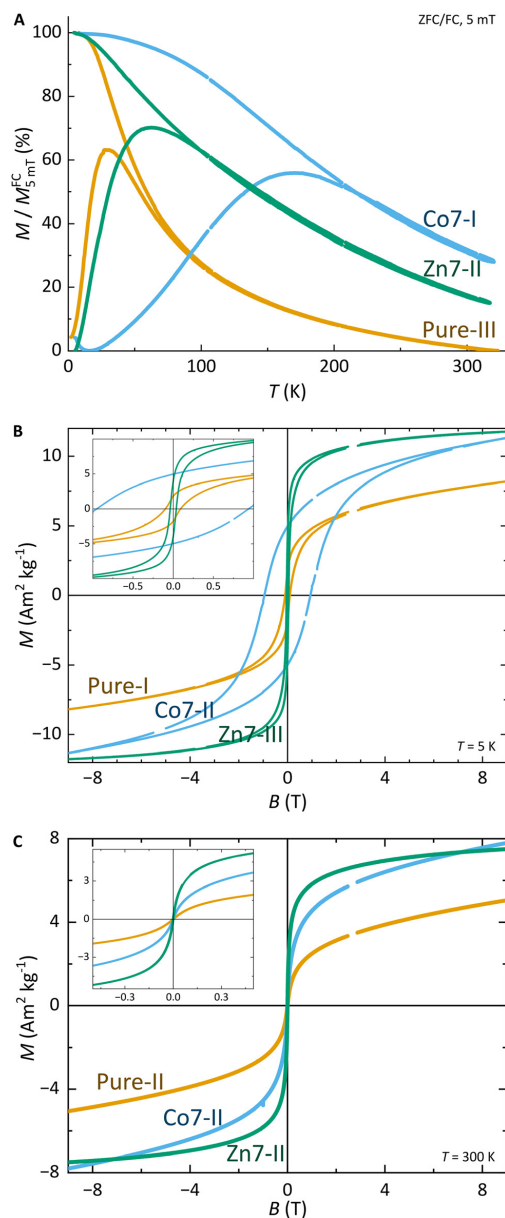 A
ZFC/FC, 5 mT
100
80
60
40
20
0
M / M^FC_5 mT (%)
Co7-I
Zn7-II
Pure-III
0 100 200 300
T (K)
B
10
5
0
−5
−10
M (Am² kg⁻¹)
5
0
−5
−0.5 0.0 0.5
Pure-I
Co7-II
Zn7-III
T = 5 K
−8 −4 0 4 8
B (T)
C
8
4
0
−4
−8
M (Am² kg⁻¹)
3
0
−3
−0.3 0.0 0.3
Pure-II
Co7-II
Zn7-II
T = 300 K
−8 −4 0 4 8
B (T)